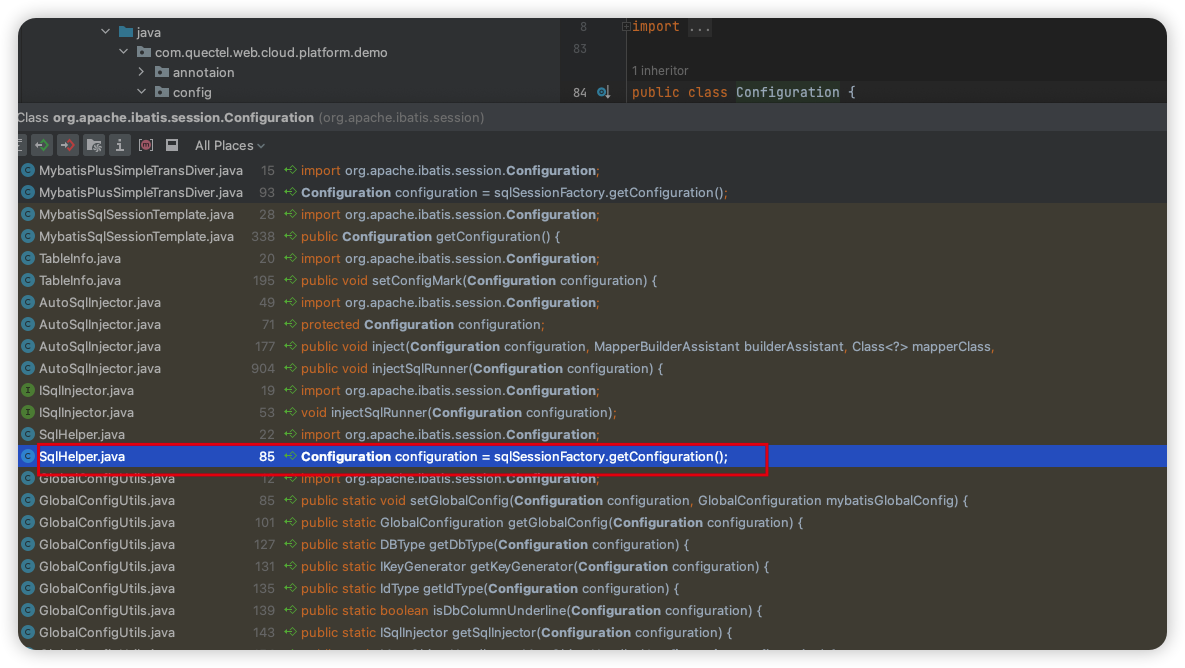 java
com.quectel.web.cloud.platform.demo
annotaion
config
8 import ...
83
1 inheritor
84 public class Configuration {
Class org.apache.ibatis.session.Configuration (org.apache.ibatis.session)
All Places
MybatisPlusSimpleTransDiver.java 15 import org.apache.ibatis.session.Configuration;
MybatisPlusSimpleTransDiver.java 93 Configuration configuration = sqlSessionFactory.getConfiguration();
MybatisSqlSessionTemplate.java 28 import org.apache.ibatis.session.Configuration;
MybatisSqlSessionTemplate.java 338 public Configuration getConfiguration() {
TableInfo.java 20 import org.apache.ibatis.session.Configuration;
TableInfo.java 195 public void setConfigMark(Configuration configuration) {
AutoSqlInjector.java 49 import org.apache.ibatis.session.Configuration;
AutoSqlInjector.java 71 protected Configuration configuration;
AutoSqlInjector.java 177 public void inject(Configuration configuration, MapperBuilderAssistant builderAssistant, Class<?> mapperClass,
AutoSqlInjector.java 904 public void injectSqlRunner(Configuration configuration) {
ISqlInjector.java 19 import org.apache.ibatis.session.Configuration;
ISqlInjector.java 53 void injectSqlRunner(Configuration configuration);
SqlHelper.java 22 import org.apache.ibatis.session.Configuration;
SqlHelper.java 85 Configuration configuration = sqlSessionFactory.getConfiguration();
GlobalConfigUtils.java 12 import org.apache.ibatis.session.Configuration;
GlobalConfigUtils.java 85 public static void setGlobalConfig(Configuration configuration, GlobalConfiguration mybatisGlobalConfig) {
GlobalConfigUtils.java 101 public static GlobalConfiguration getGlobalConfig(Configuration configuration) {
GlobalConfigUtils.java 127 public static DBType getDbType(Configuration configuration) {
GlobalConfigUtils.java 131 public static IKeyGenerator getKeyGenerator(Configuration configuration) {
GlobalConfigUtils.java 135 public static IdType getIdType(Configuration configuration) {
GlobalConfigUtils.java 139 public static boolean isDbColumnUnderline(Configuration configuration) {
GlobalConfigUtils.java 143 public static ISqlInjector getSqlInjector(Configuration configuration) {